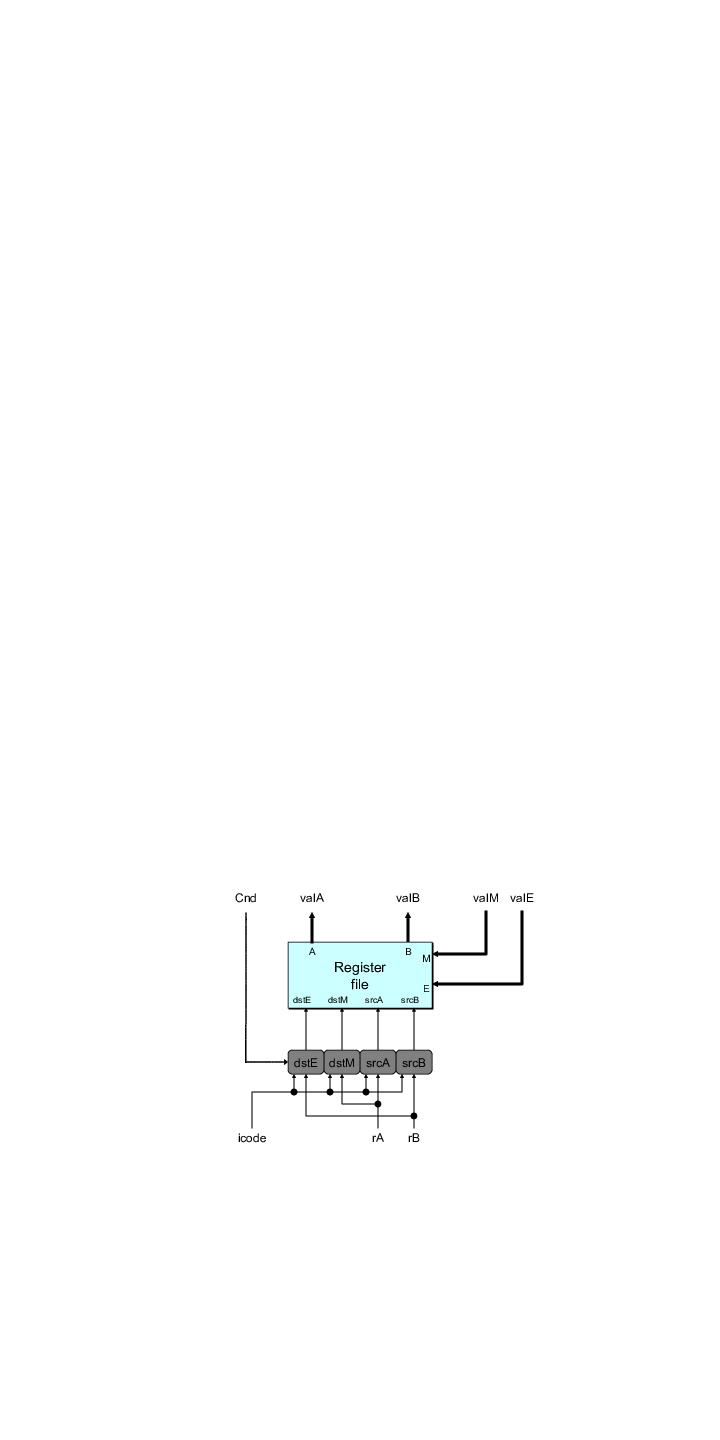 Cnd valA valB valM valE
A B
M
Register
file
E
dstE dstM srcA srcB
dstE dstM srcA srcB
icode rA rB